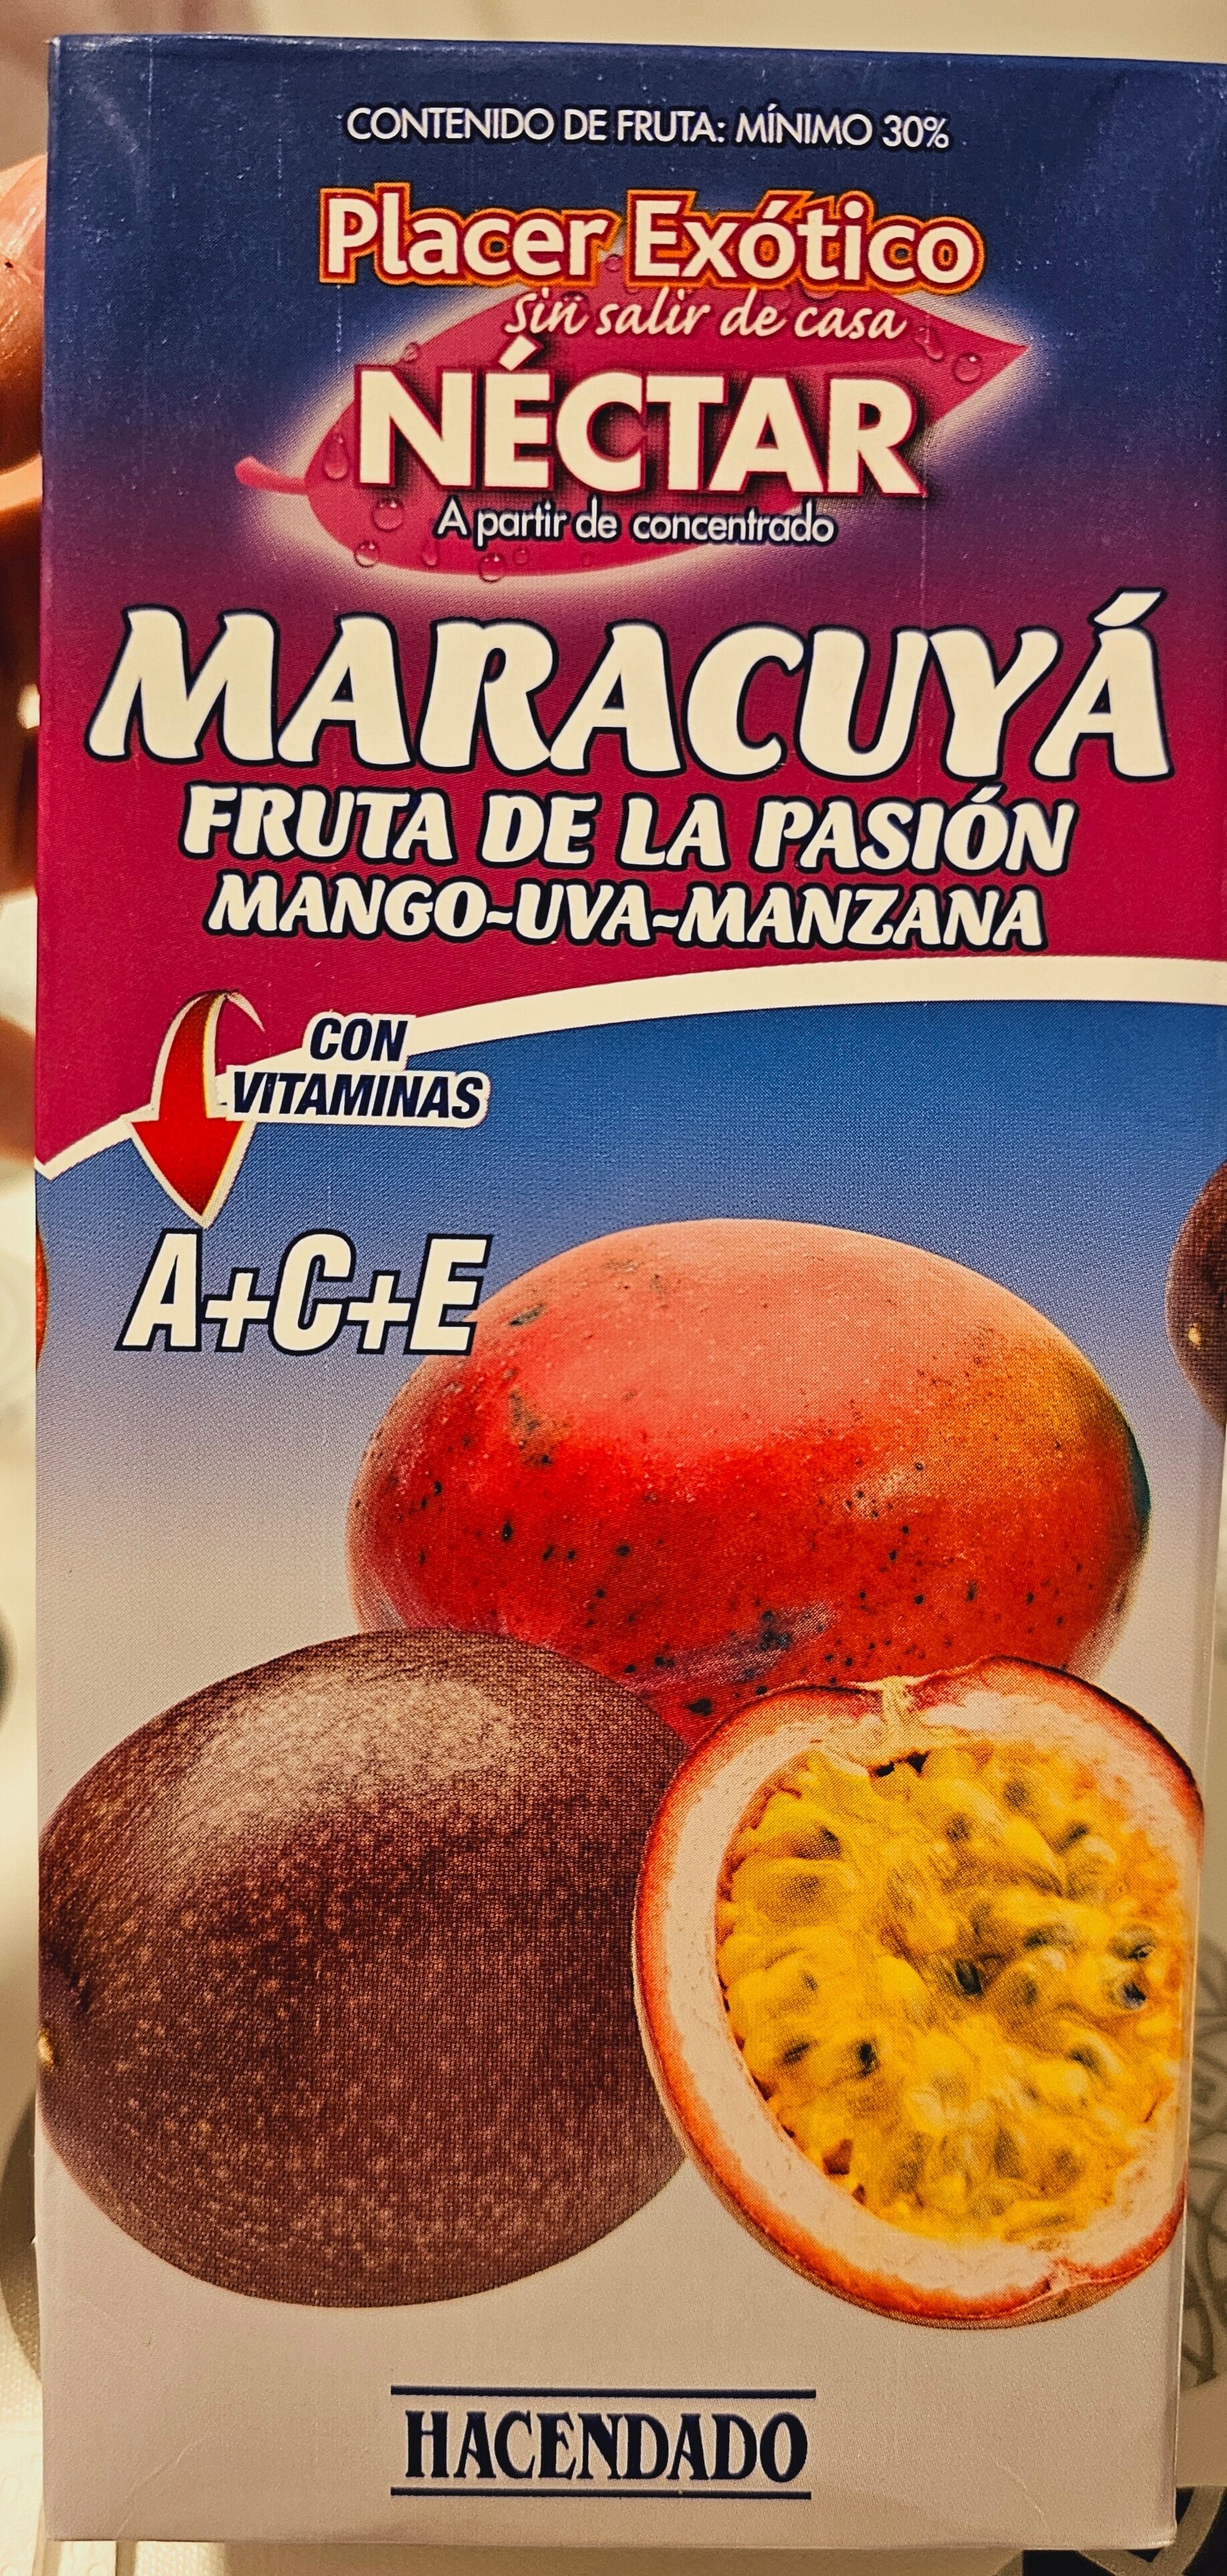 CONTENIDO DE FRUTA: MÍNIMO 30%
Placer Exótico
Sin salir de casa
NÉCTAR
A partir de concentrado
MARACUYÁ
FRUTA DE LA PASIÓN
MANGO-UVA-MANZANA
CON
VITAMINAS
A+C+E
HACENDADO